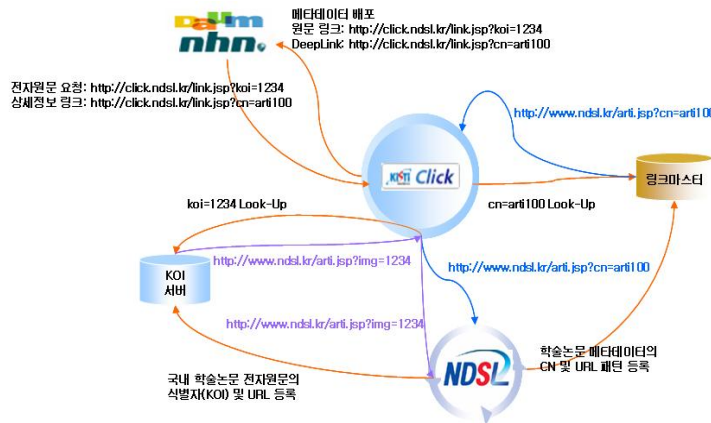 Daum
nhn.
메타데이터 배포
원문 링크: http://click.ndsl.kr/link.jsp?koi=1234
DeepLink: http://click.ndsl.kr/link.jsp?cn=arti100
전자원문 요청: http://click.ndsl.kr/link.jsp?koi=1234
상세정보 링크: http://click.ndsl.kr/link.jsp?cn=arti100
http://www.ndsl.kr/arti.jsp?cn=arti100
KISTi Click
링크마스터
koi=1234 Look-Up
cn=arti100 Look-Up
http://www.ndsl.kr/arti.jsp?img=1234
http://www.ndsl.kr/arti.jsp?cn=arti100
KOI
서버
http://www.ndsl.kr/arti.jsp?img=1234
NDSL
학술논문 메타데이터의
CN 및 URL 패턴 등록
국내 학술논문 전자원문의
식별자(KOI) 및 URL 등록